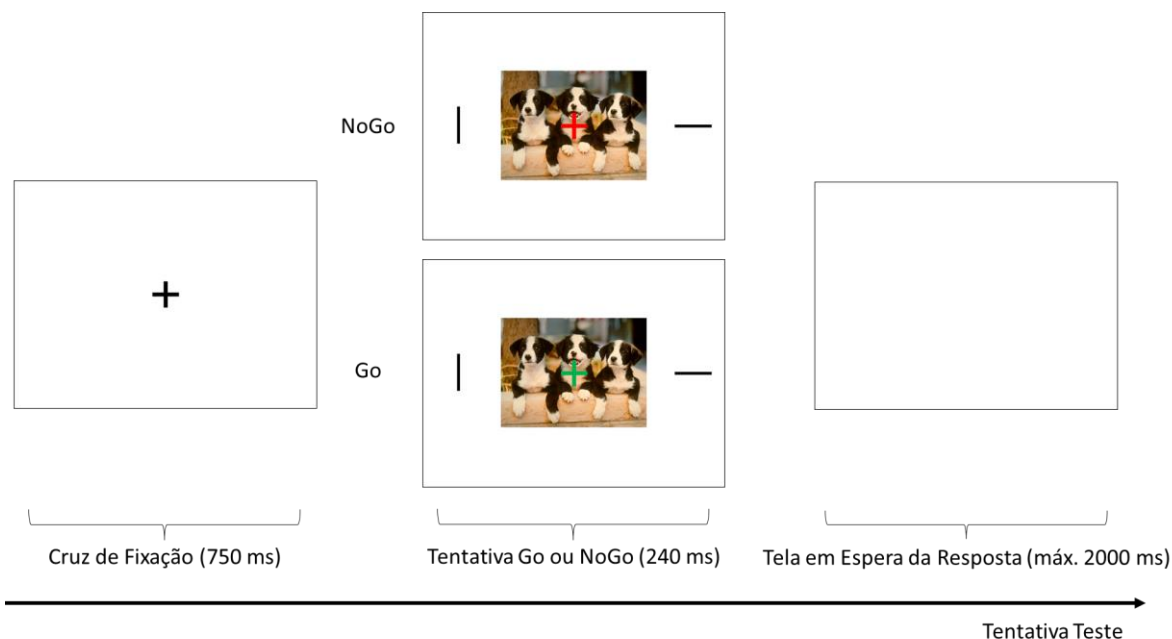 NoGo
Go
Cruz de Fixação (750 ms)
Tentativa Go ou NoGo (240 ms)
Tela em Espera da Resposta (máx. 2000 ms)
Tentativa Teste